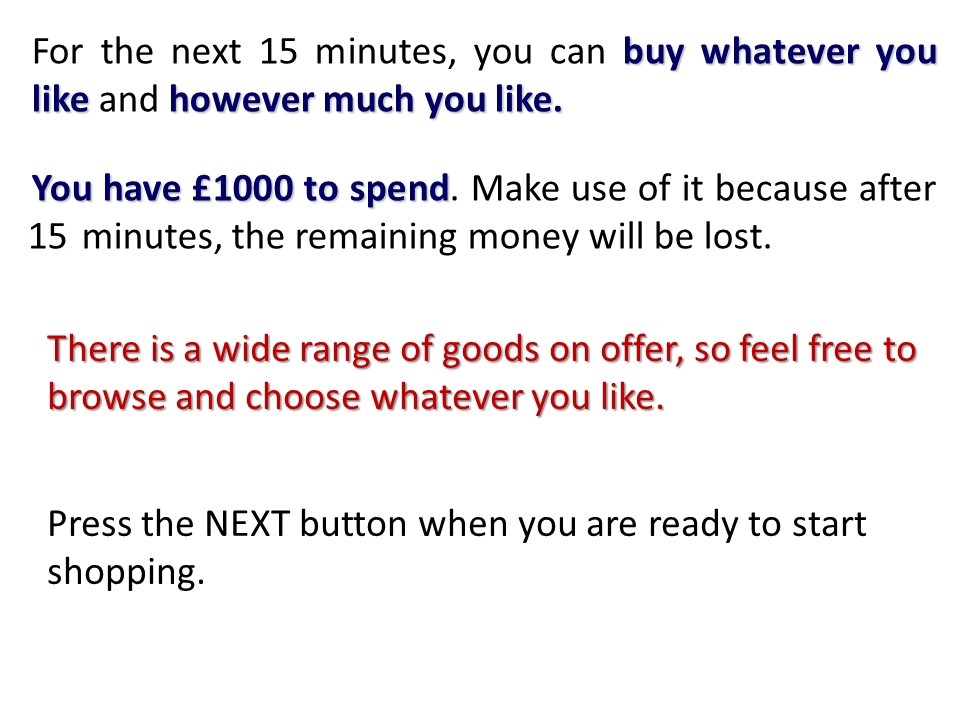 For the next 15 minutes, you can buy whatever you
like and however much you like.
You have £1000 to spend. Make use of it because after
15 minutes, the remaining money will be lost.
There is a wide range of goods on offer, so feel free to
browse and choose whatever you like.
Press the NEXT button when you are ready to start
shopping.